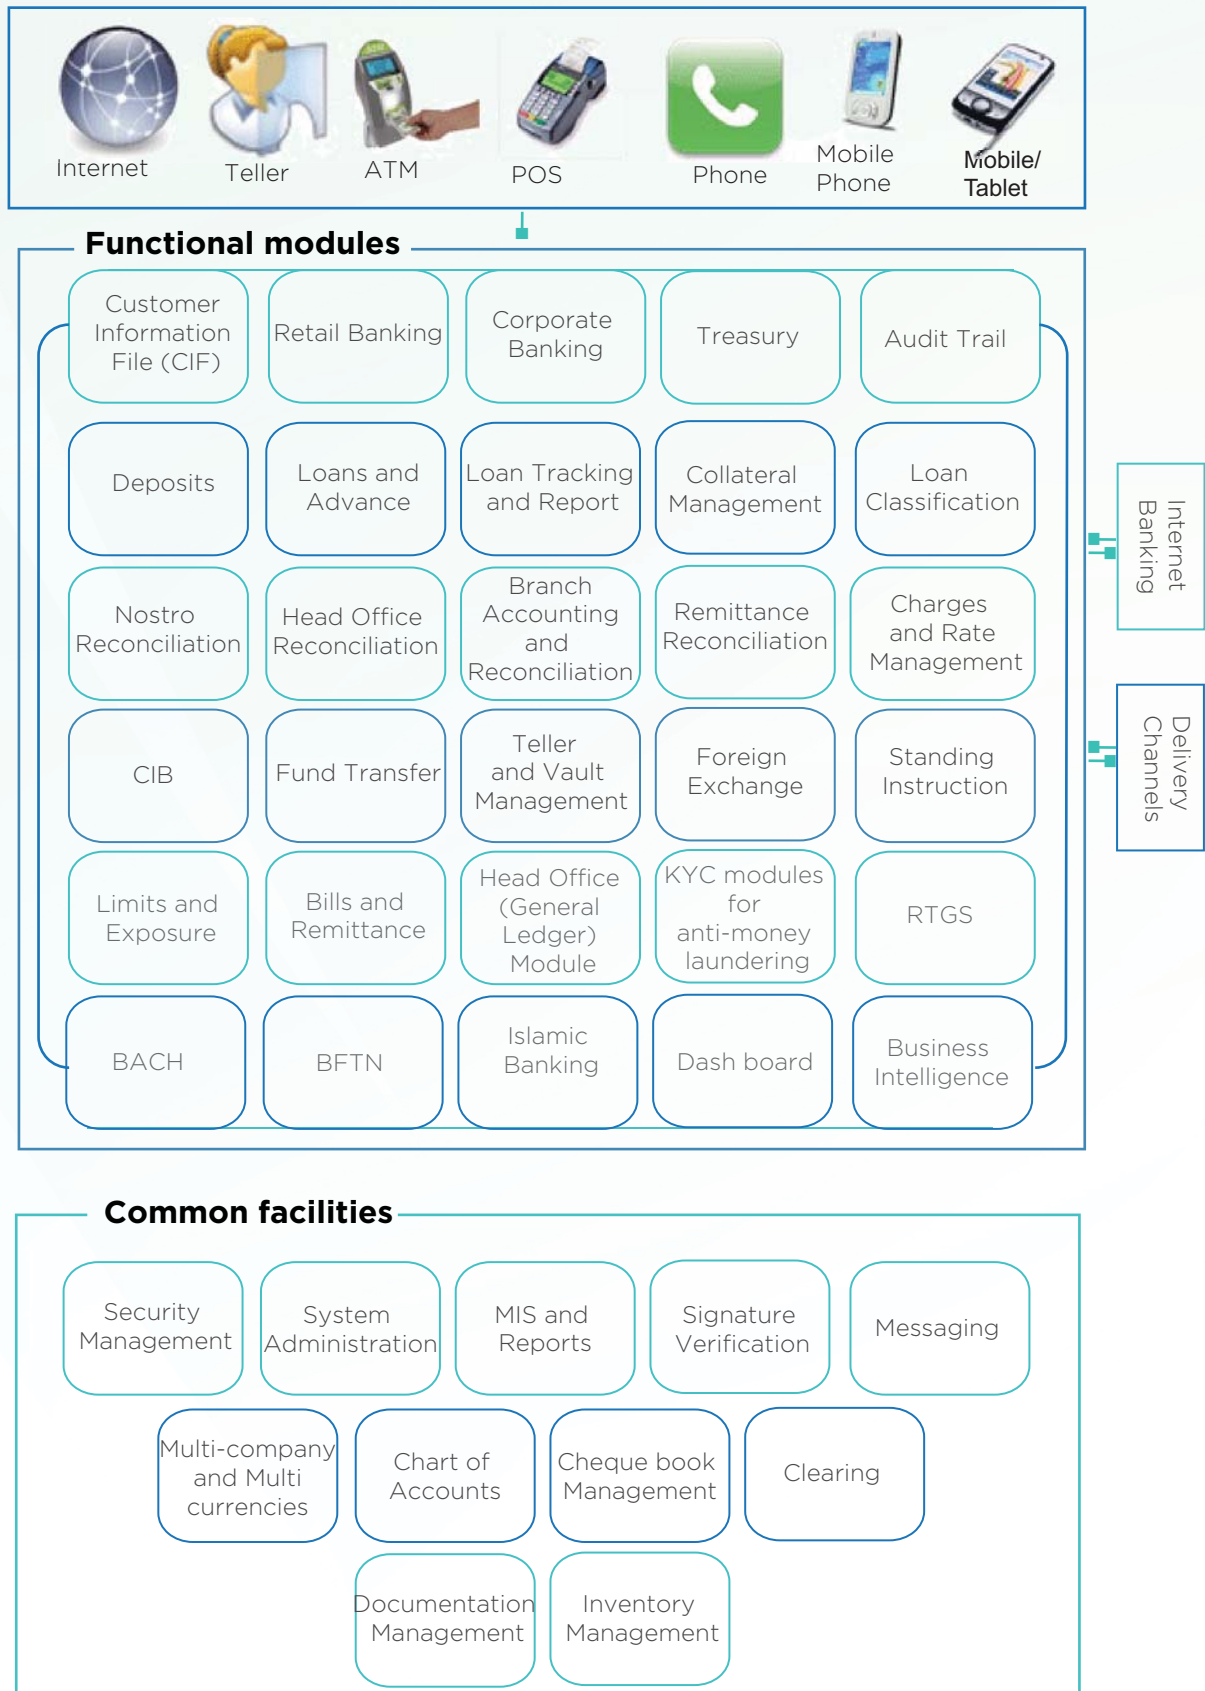 Internet
Teller
ATM
POS
Phone
Mobile
Phone
Mobile/
Tablet
Functional modules
Customer
Information
File (CIF)
Retail Banking
Corporate
Banking
Treasury
Audit Trail
Deposits
Loans and
Advance
Loan Tracking
and Report
Collateral
Management
Loan
Classification
Nostro
Reconciliation
Head Office
Reconciliation
Branch
Accounting
and
Reconciliation
Remittance
Reconciliation
Charges
and Rate
Management
CIB
Fund Transfer
Teller
and Vault
Management
Foreign
Exchange
Standing
Instruction
Limits and
Exposure
Bills and
Remittance
Head Office
(General
Ledger)
Module
KYC modules
for
anti-money
laundering
RTGS
BACH
BFTN
Islamic
Banking
Dash board
Business
Intelligence
Internet
Banking
Delivery
Channels
Common facilities
Security
Management
System
Administration
MIS and
Reports
Signature
Verification
Messaging
Multi-company
and Multi
currencies
Chart of
Accounts
Cheque book
Management
Clearing
Documentation
Management
Inventory
Management